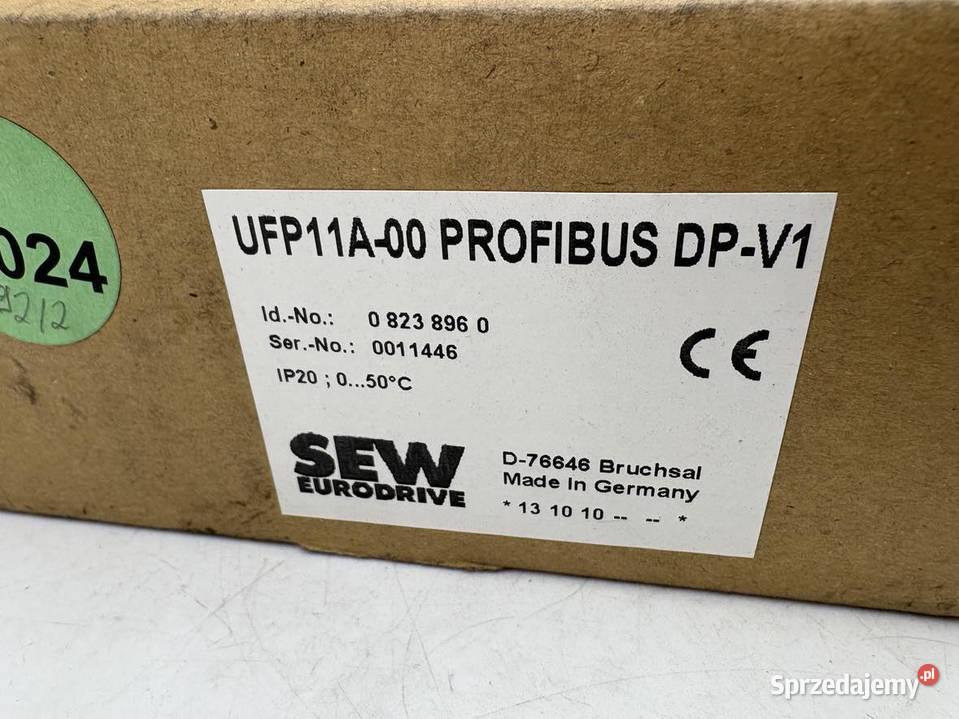 024
9212
UFP11A-00 PROFIBUS DP-V1
Id.-No.: 0 823 896 0
Ser.-No.: 0011446
IP20 ; 0...50°C
CE
SEW
EURODRIVE
D-76646 Bruchsal
Made In Germany
* 13 10 10 -- -- *
Sprzedajemy.pl